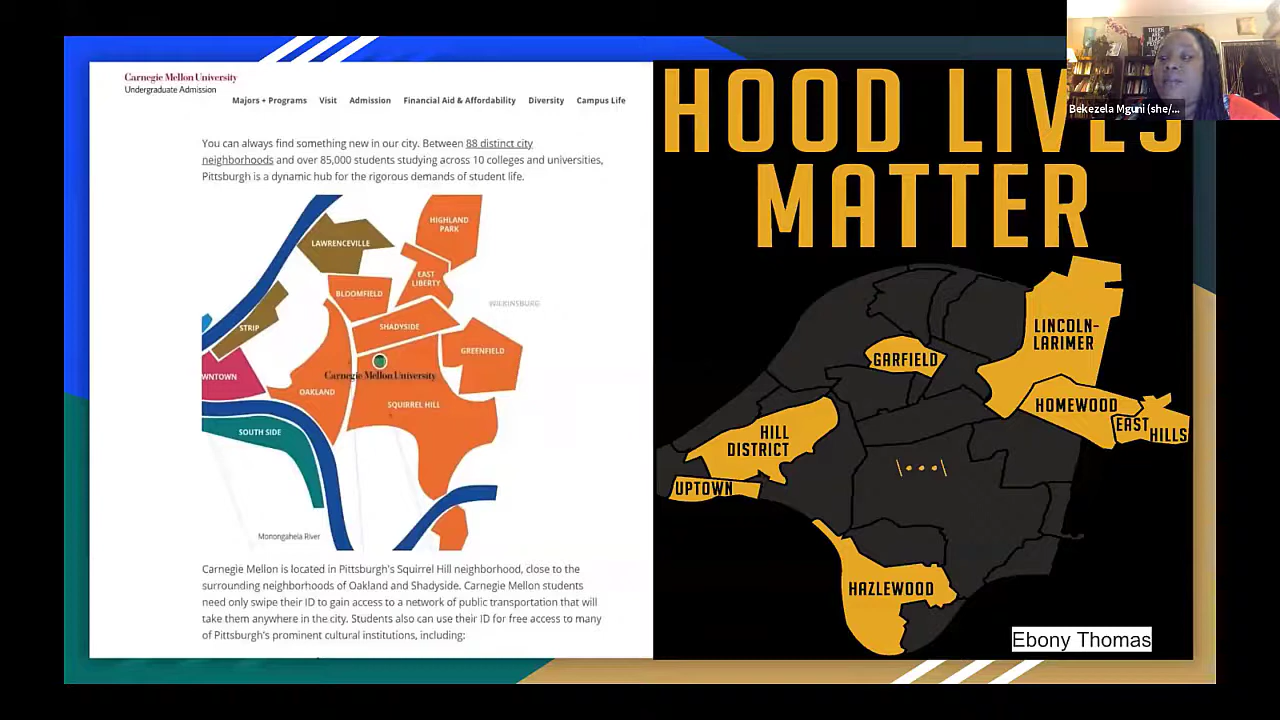 Carnegie Mellon University
Undergraduate Admission
Majors + Programs Visit Admission Financial Aid & Affordability Diversity Campus Life
You can always find something new in our city. Between 88 distinct city
neighborhoods and over 85,000 students studying across 10 colleges and universities,
Pittsburgh is a dynamic hub for the rigorous demands of student life.
HIGHLAND
PARK
LAWRENCEVILLE
EAST
LIBERTY
BLOOMFIELD
WILKINSBURG
STRIP
SHADYSIDE
GREENFIELD
WNTOWN
Carnegie Mellon University
OAKLAND
SQUIRREL HILL
SOUTH SIDE
Monongahela River
Carnegie Mellon is located in Pittsburgh's Squirrel Hill neighborhood, close to the
surrounding neighborhoods of Oakland and Shadyside. Carnegie Mellon students
need only swipe their ID to gain access to a network of public transportation that will
take them anywhere in the city. Students also can use their ID for free access to many
of Pittsburgh's prominent cultural institutions, including:
HOOD LIVES
MATTER
LINCOLN-
LARIMER
GARFIELD
HOMEWOOD
EAST
HILLS
HILL
DISTRICT
UPTOWN
HAZLEWOOD
Ebony Thomas
THERE
ARE
BLACK
PEOPLE
Bekezela Mguni (she/...